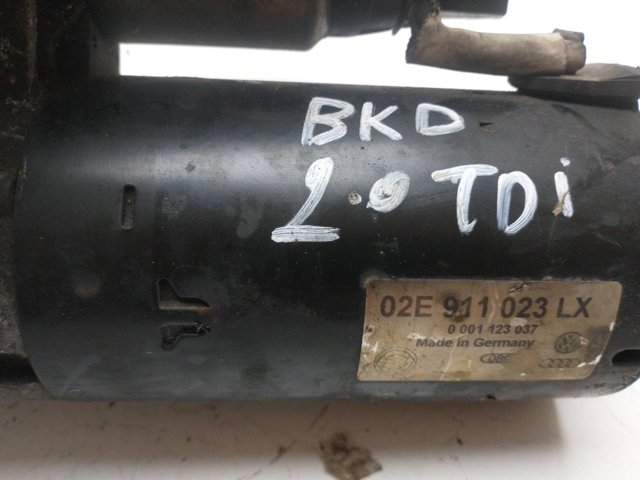 BKD
2.0 TDi
02E 911 023 LX
0 001 123 037
Made in Germany